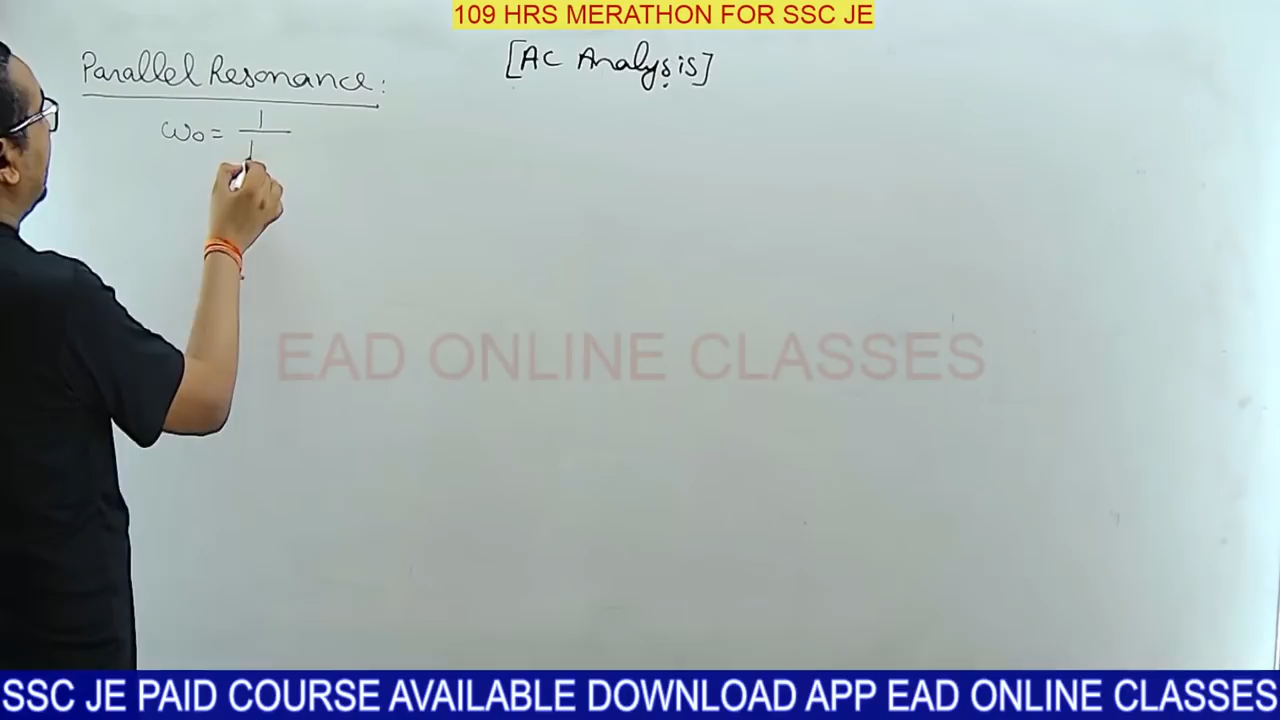 109 HRS MERATHON FOR SSC JE
[AC Analysis]
Parallel Resonance:
ω₀ = 1
EAD ONLINE CLASSES
SSC JE PAID COURSE AVAILABLE DOWNLOAD APP EAD ONLINE CLASSES